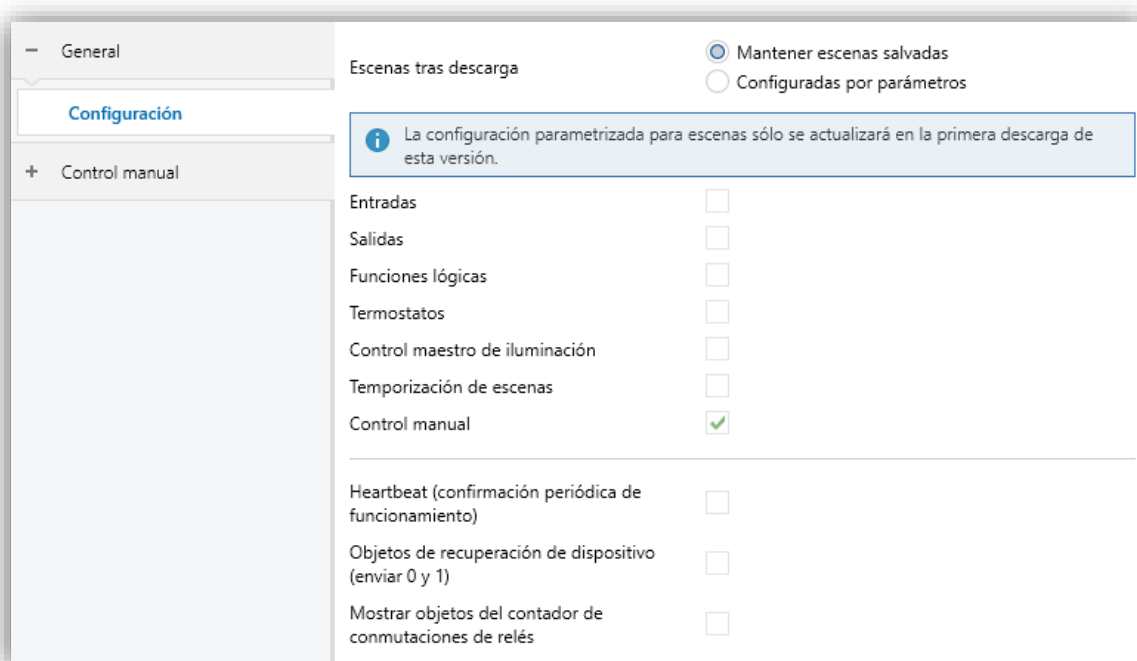 General
Configuración
Control manual
Escenas tras descarga
Mantener escenas salvadas
Configuradas por parámetros
La configuración parametrizada para escenas sólo se actualizará en la primera descarga de
esta versión.
Entradas
Salidas
Funciones lógicas
Termostatos
Control maestro de iluminación
Temporización de escenas
Control manual
Heartbeat (confirmación periódica de
funcionamiento)
Objetos de recuperación de dispositivo
(enviar 0 y 1)
Mostrar objetos del contador de
conmutaciones de relés